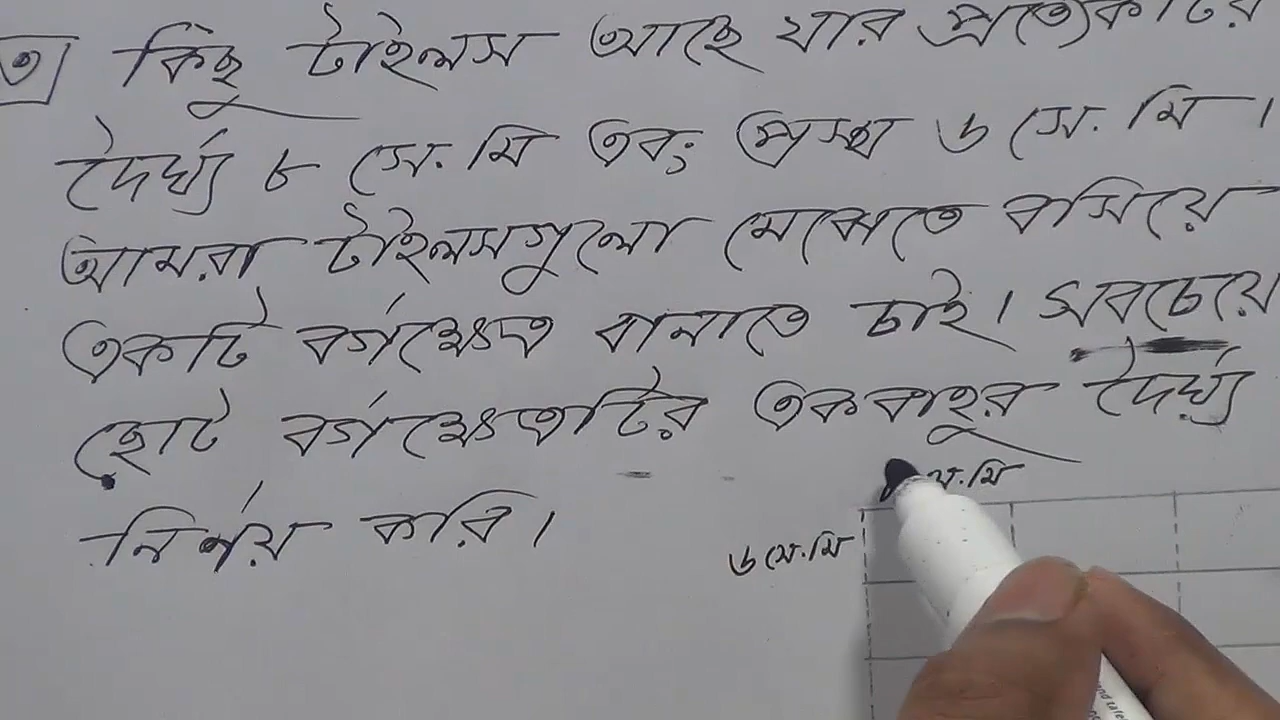 ৩) কিছু টাইলস আছে যার প্রত্যেকটির
দৈর্ঘ্য ৮ সে. মি এবং প্রস্থ ৬ সে. মি ।
আমরা টাইলসগুলো মেঝেতে বসিয়ে
একটি বর্গক্ষেত্র বানাতে চাই। সবচেয়ে
ছোট বর্গক্ষেত্রটির একবাহুর দৈর্ঘ্য
নির্ণয় করি।
সে.মি
৬ সে.মি